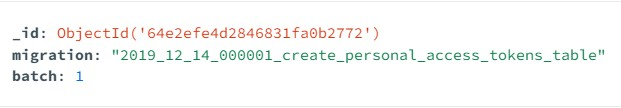 _id: ObjectId('64e2efe4d2846831fa0b2772')
migration: "2019_12_14_000001_create_personal_access_tokens_table"
batch: 1